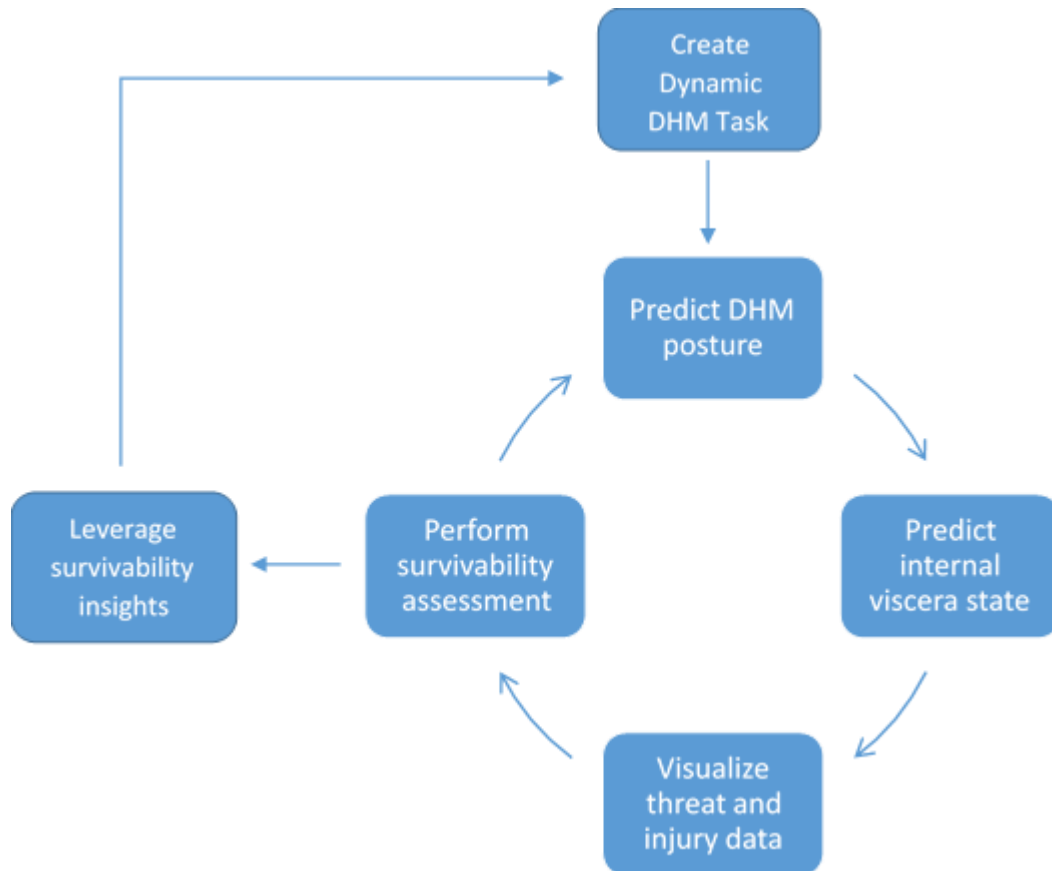 Create
Dynamic
DHM Task
Predict DHM
posture
Predict
internal
viscera state
Visualize
threat and
injury data
Perform
survivability
assessment
Leverage
survivability
insights